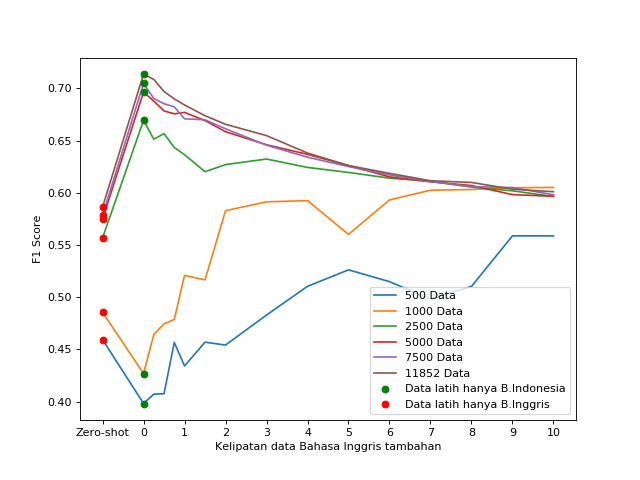 0.70
0.65
0.60
0.55
0.50
0.45
0.40
F1 Score
Zero-shot 0 1 2 3 4 5 6 7 8 9 10
Kelipatan data Bahasa Inggris tambahan
500 Data
1000 Data
2500 Data
5000 Data
7500 Data
11852 Data
Data latih hanya B.Indonesia
Data latih hanya B.Inggris